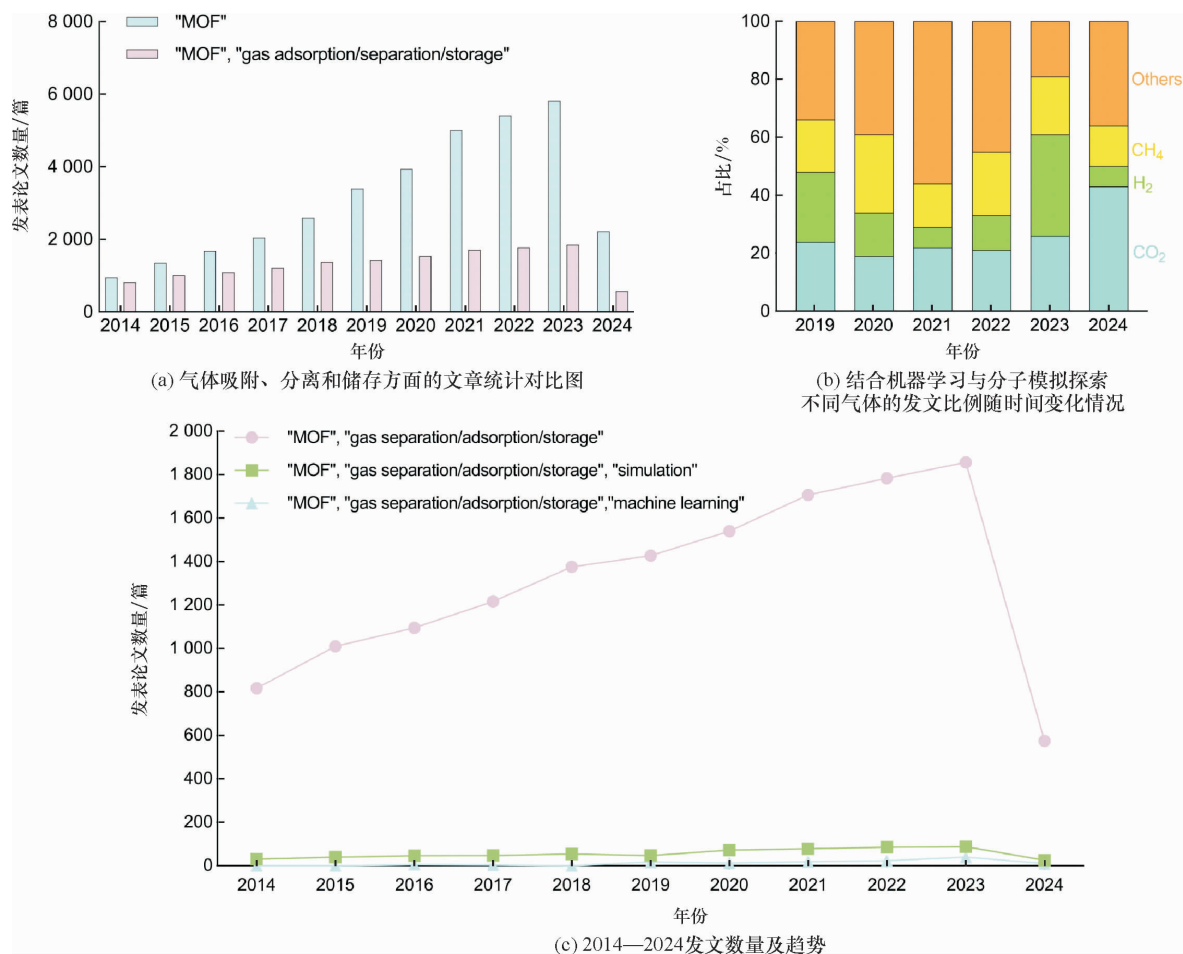 8 000
6 000
4 000
2 000
0
发表论文数量/篇
"MOF"
"MOF", "gas adsorption/separation/storage"
2014 2015 2016 2017 2018 2019 2020 2021 2022 2023 2024
年份
(a) 气体吸附、分离和储存方面的文章统计对比图
100
80
60
40
20
0
占比/%
Others
CH4
H2
CO2
2019 2020 2021 2022 2023 2024
年份
(b) 结合机器学习与分子模拟探索
不同气体的发文比例随时间变化情况
2 000
1 800
1 600
1 400
1 200
1 000
800
600
400
200
0
发表论文数量/篇
"MOF", "gas separation/adsorption/storage"
"MOF", "gas separation/adsorption/storage", "simulation"
"MOF", "gas separation/adsorption/storage","machine learning"
2014 2015 2016 2017 2018 2019 2020 2021 2022 2023 2024
年份
(c) 2014—2024发文数量及趋势